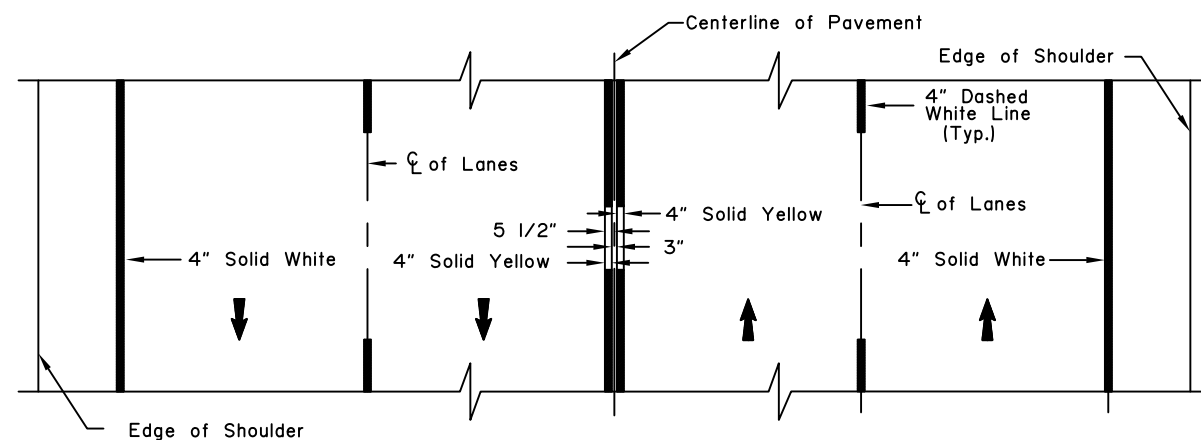 Centerline of Pavement
Edge of Shoulder
4" Dashed
White Line
(Typ.)
℄ of Lanes
℄ of Lanes
4" Solid Yellow
5 1/2"
3"
4" Solid White
4" Solid Yellow
4" Solid White
Edge of Shoulder